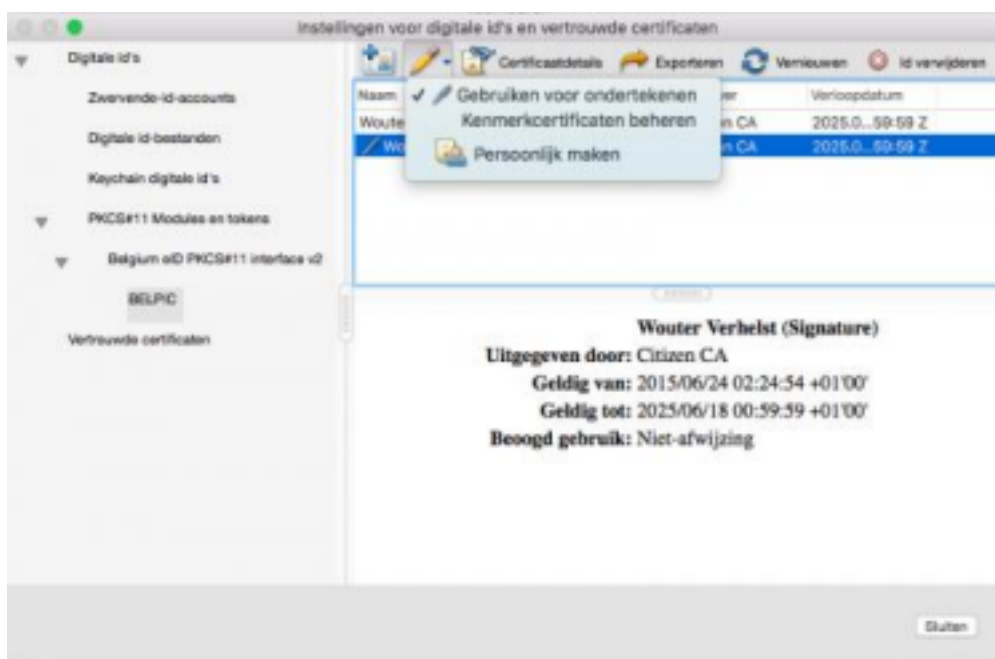 Instellingen voor digitale id's en vertrouwde certificaten
Digitale id's
Zwervende-id-accounts
Digitale id-bestanden
Keychain digitale id's
PKCS#11 Modules en tokens
Belgium eID PKCS#11 interface v2
BELPIC
Vertrouwde certificaten
Certificaatdetails Exporteren Vernieuwen Id verwijderen
Naam Verloopdatum
Woute n CA 2025.0...59:59 Z
Wo n CA 2025.0...59:59 Z
✓ Gebruiken voor ondertekenen
Kenmerkcertificaten beheren
Persoonlijk maken
Wouter Verhelst (Signature)
Uitgegeven door: Citizen CA
Geldig van: 2015/06/24 02:24:54 +01'00'
Geldig tot: 2025/06/18 00:59:59 +01'00'
Beoogd gebruik: Niet-afwijzing
Sluiten